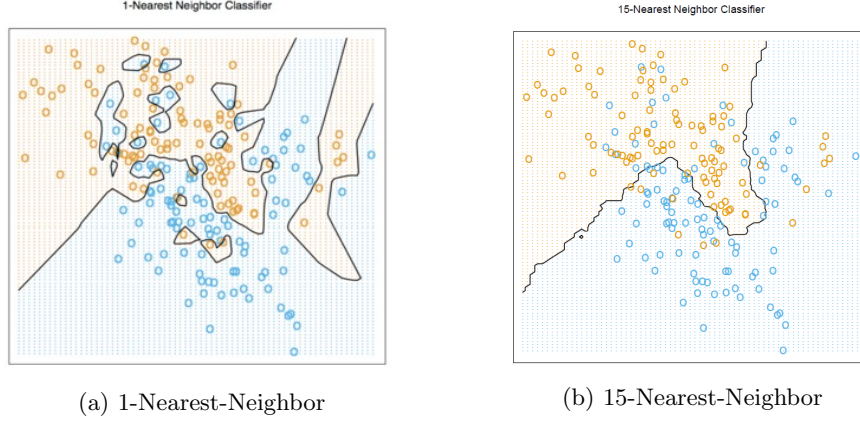 1-Nearest Neighbor Classifier
15-Nearest Neighbor Classifier
(a) 1-Nearest-Neighbor
(b) 15-Nearest-Neighbor